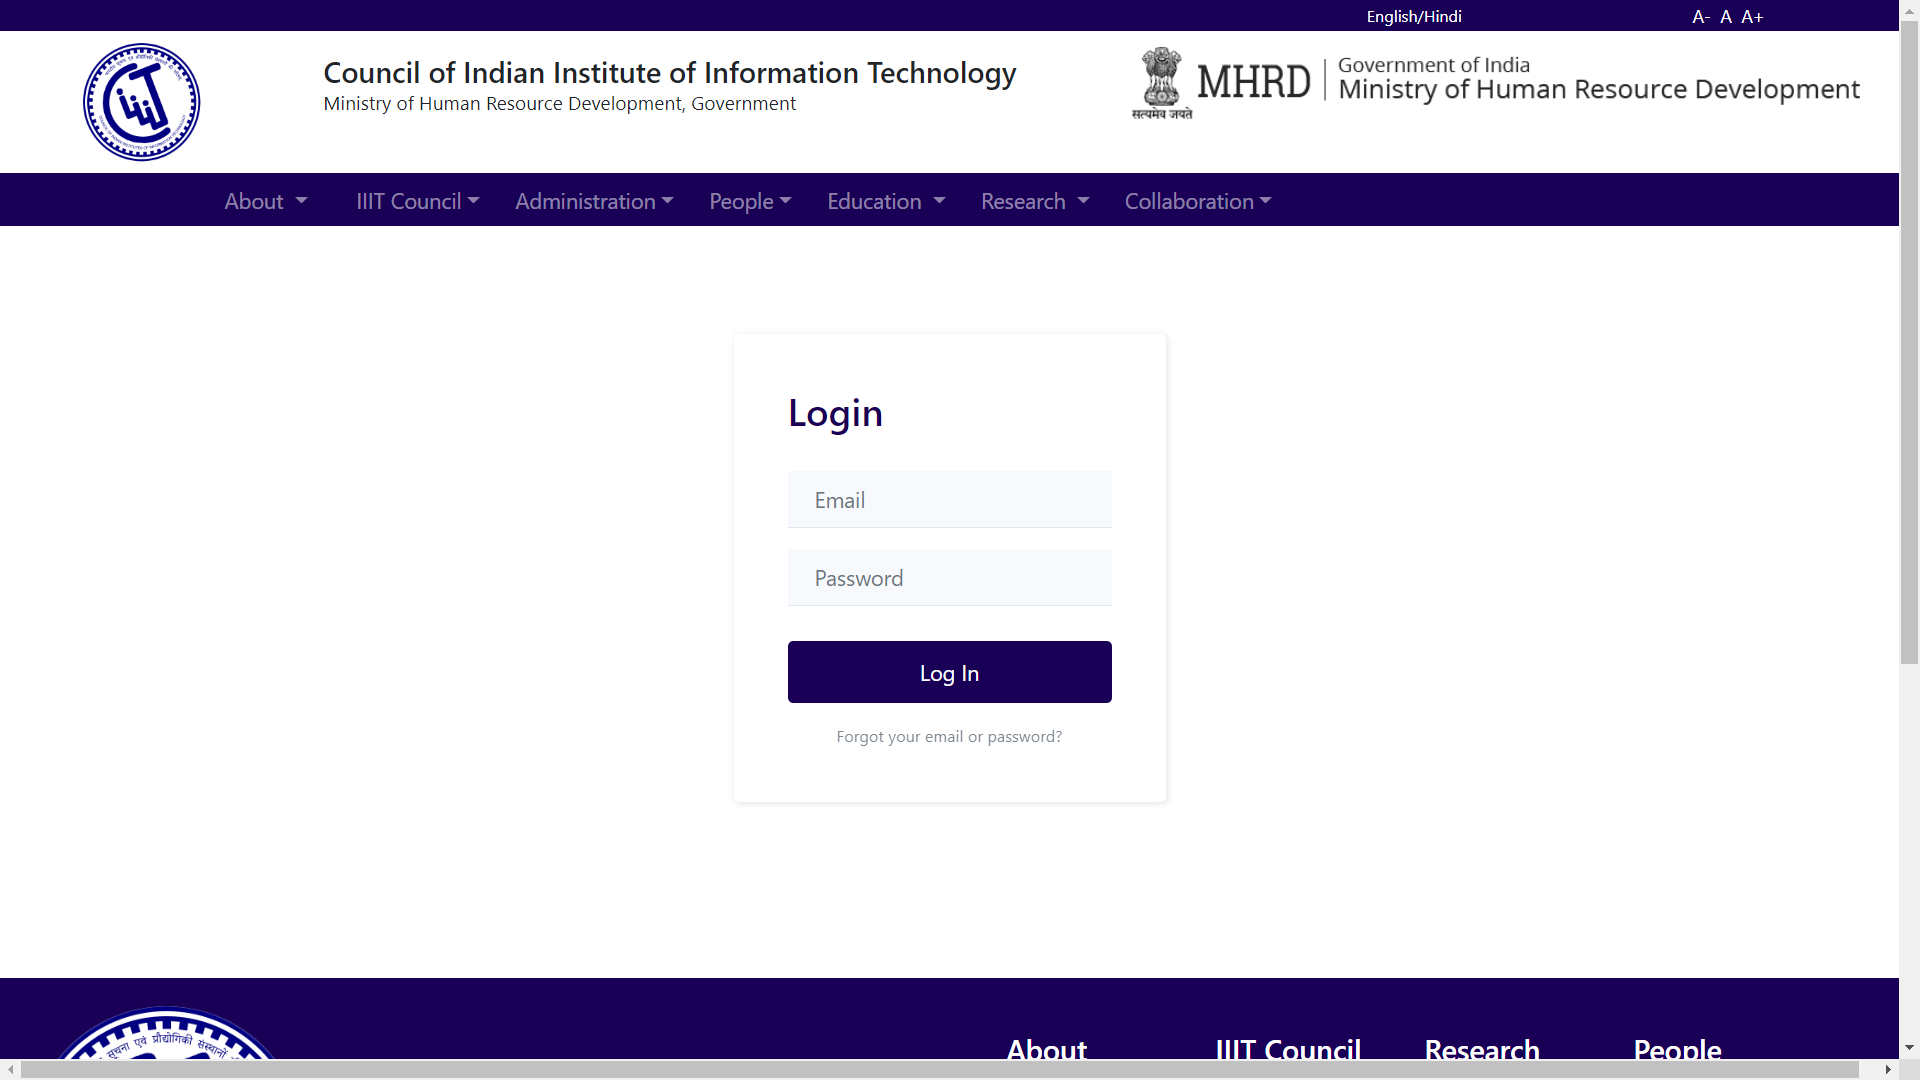 English/Hindi A- A A+
Council of Indian Institute of Information Technology
Ministry of Human Resource Development, Government
सत्यमेव जयते
MHRD
Government of India
Ministry of Human Resource Development
About IIIT Council Administration People Education Research Collaboration
Login
Email
Password
Log In
Forgot your email or password?
सूचना एवं प्रौद्योगिकी संस्थानों
About IIIT Council Research People